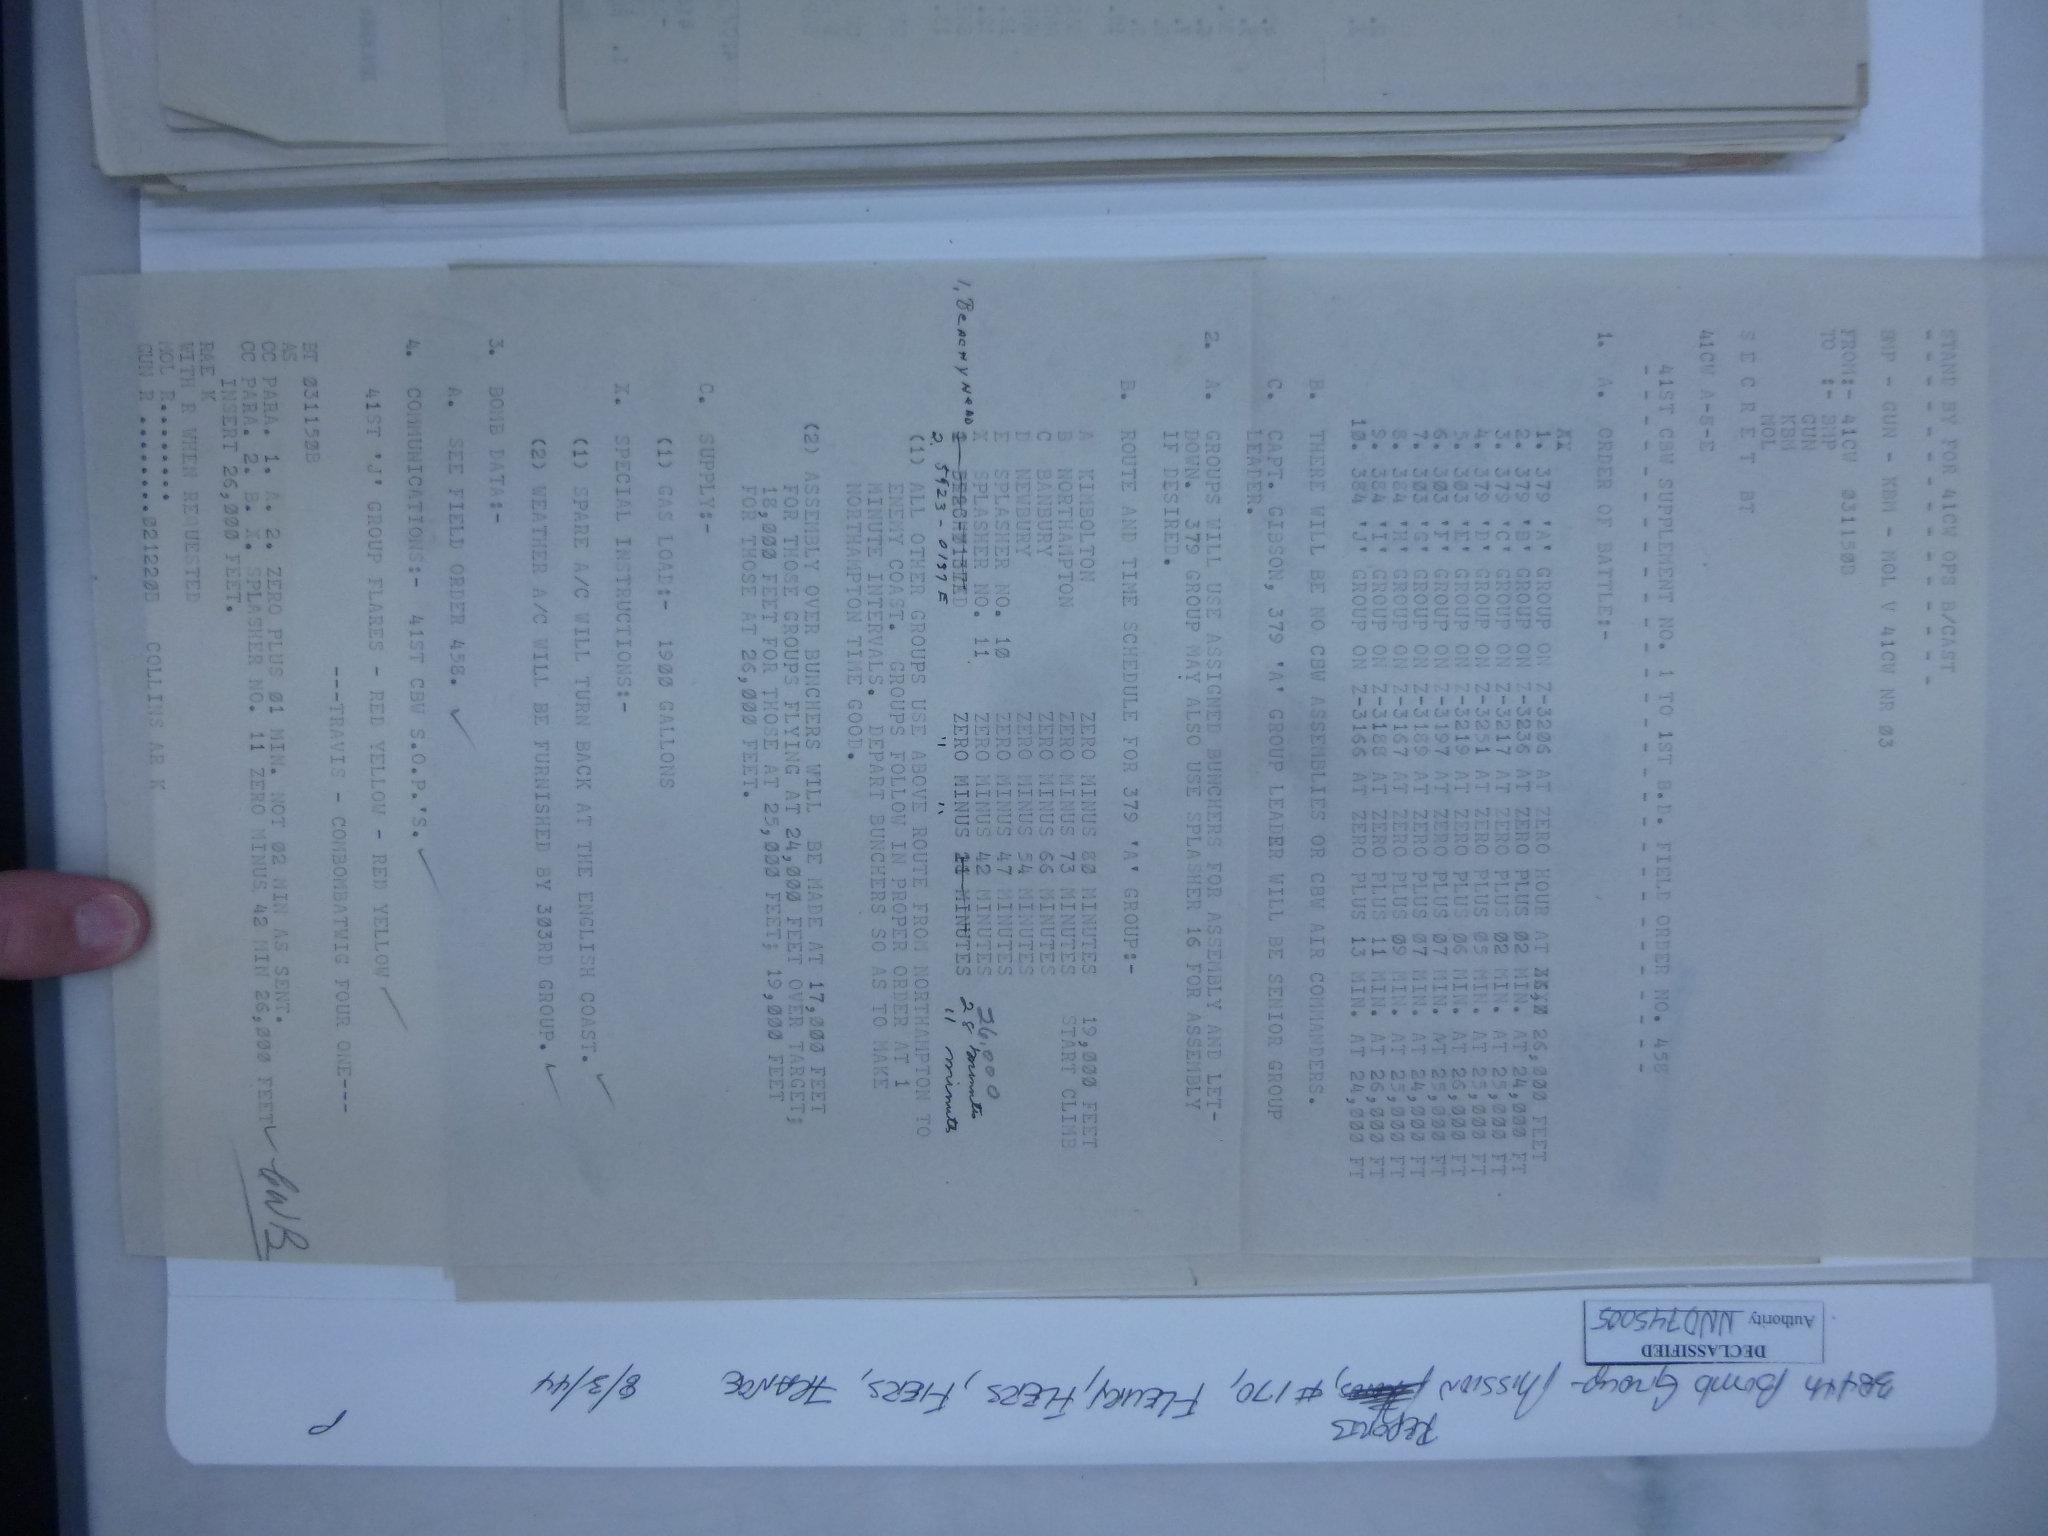 STAND BY FOR 41CW OPS B/CAST
- - - - - - - - - - - - - - -
BMP - GUN - KBN - MOL V 41CW NR 03
FROM:- 41CW 031150B
TO :- BMP
GUN
KBN
MOL
S E C R E T BT
41CW A-8-E
41ST CBW SUPPLEMENT NO. 1 TO 1ST B.D. FIELD ORDER NO. 458
1. A. ORDER OF BATTLE:-
XX
1. 379 'A' GROUP ON Z-3206 AT ZERO HOUR AT 26,000 FEET
2. 379 'B' GROUP ON Z-3236 AT ZERO PLUS 02 MIN. AT 24,000 FT
3. 379 'C' GROUP ON Z-3217 AT ZERO PLUS 02 MIN. AT 25,000 FT
4. 379 'D' GROUP ON Z-3251 AT ZERO PLUS 05 MIN. AT 25,000 FT
5. 303 'E' GROUP ON Z-3219 AT ZERO PLUS 06 MIN. AT 26,000 FT
6. 303 'F' GROUP ON Z-3197 AT ZERO PLUS 07 MIN. AT 25,000 FT
7. 303 'G' GROUP ON Z-3189 AT ZERO PLUS 07 MIN. AT 24,000 FT
8. 384 'H' GROUP ON Z-3167 AT ZERO PLUS 09 MIN. AT 25,000 FT
9. 384 'I' GROUP ON Z-3188 AT ZERO PLUS 11 MIN. AT 26,000 FT
10. 384 'J' GROUP ON Z-3166 AT ZERO PLUS 13 MIN. AT 24,000 FT
B. THERE WILL BE NO CBW ASSEMBLIES OR CBW AIR COMMANDERS.
C. CAPT. GIBSON, 379 'A' GROUP LEADER WILL BE SENIOR GROUP
LEADER.
2. A. GROUPS WILL USE ASSIGNED BUNCHERS FOR ASSEMBLY AND LET-
DOWN. 379 GROUP MAY ALSO USE SPLASHER 16 FOR ASSEMBLY
IF DESIRED.
B. ROUTE AND TIME SCHEDULE FOR 379 'A' GROUP:-
A KIMBOLTON ZERO MINUS 80 MINUTES 19,000 FEET
B NORTHAMPTON ZERO MINUS 73 MINUTES START CLIMB
C BANBURY ZERO MINUS 66 MINUTES
D NEWBURY ZERO MINUS 54 MINUTES
E SPLASHER NO. 10 ZERO MINUS 47 MINUTES
X SPLASHER NO. 11 ZERO MINUS 42 MINUTES 26,000
1, BEACHYHEAD ZERO MINUS 21 MINUTES 28 minutes
2. 5923-0137E " " 11 minutes
(1) ALL OTHER GROUPS USE ABOVE ROUTE FROM NORTHAMPTON TO
ENEMY COAST. GROUPS FOLLOW IN PROPER ORDER AT 1
MINUTE INTERVALS. DEPART BUNCHERS SO AS TO MAKE
NORTHAMPTON TIME GOOD.
(2) ASSEMBLY OVER BUNCHERS WILL BE MADE AT 17,000 FEET
FOR THOSE GROUPS FLYING AT 24,000 FEET OVER TARGET;
18,000 FEET FOR THOSE AT 25,000 FEET; 19,000 FEET
FOR THOSE AT 26,000 FEET.
C. SUPPLY:-
(1) GAS LOAD:- 1900 GALLONS
X. SPECIAL INSTRUCTIONS:-
(1) SPARE A/C WILL TURN BACK AT THE ENGLISH COAST.
(2) WEATHER A/C WILL BE FURNISHED BY 303RD GROUP.
3. BOMB DATA:-
A. SEE FIELD ORDER 458.
4. COMMUNICATIONS:- 41ST CBW S.O.P.'S.
41ST 'J' GROUP FLARES - RED YELLOW - RED YELLOW
---TRAVIS - COMBOMBATWIG FOUR ONE---
BT 031150B
AS
CC PARA. 1. A. 2. ZERO PLUS 01 MIN. NOT 02 MIN AS SENT.
CC PARA. 2. B. X. SPLASHER NO. 11 ZERO MINUS 42 MIN 26,000 FEET
INSERT 26,000 FEET.
RAE K
WITH R WHEN REQUESTED
MOL R........
GUN R .........021220B COLLINS AR K
DECLASSIFIED
Authority NND745005
384th Bomb Group - Mission Reports, #170, Fleury, Flers, Flers, France 8/3/44
P